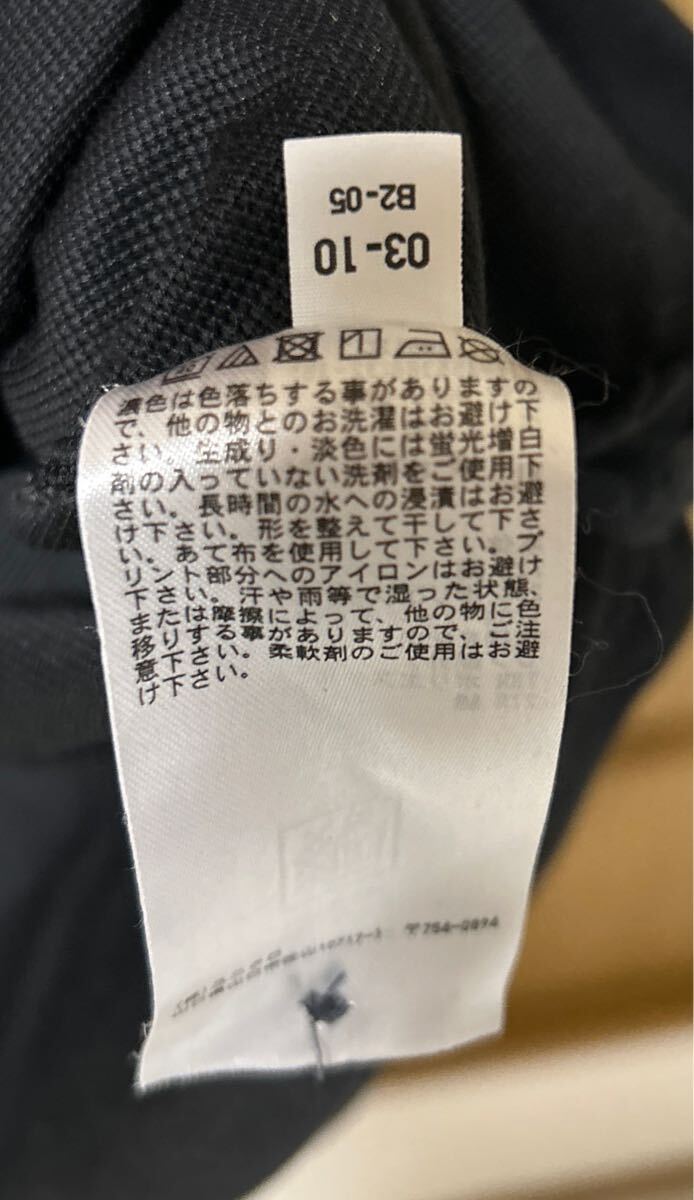 03-10
B2-05
濃色は色落ちする事がありますの
で、他の物とのお洗濯はお避け下
さい。生成り・淡色には蛍光増白
剤の入っていない洗剤をご使用下
さい。長時間の水への浸漬はお避
け下さい。形を整えて干して下さ
い。あて布を使用して下さい。プ
リント部分へのアイロンはお避け
下さい。汗や雨等で湿った状態、
または摩擦によって、他の物に色
移りする事がありますので、ご注
意下さい。柔軟剤のご使用はお避
け下さい。
10717-1 〒754-0894